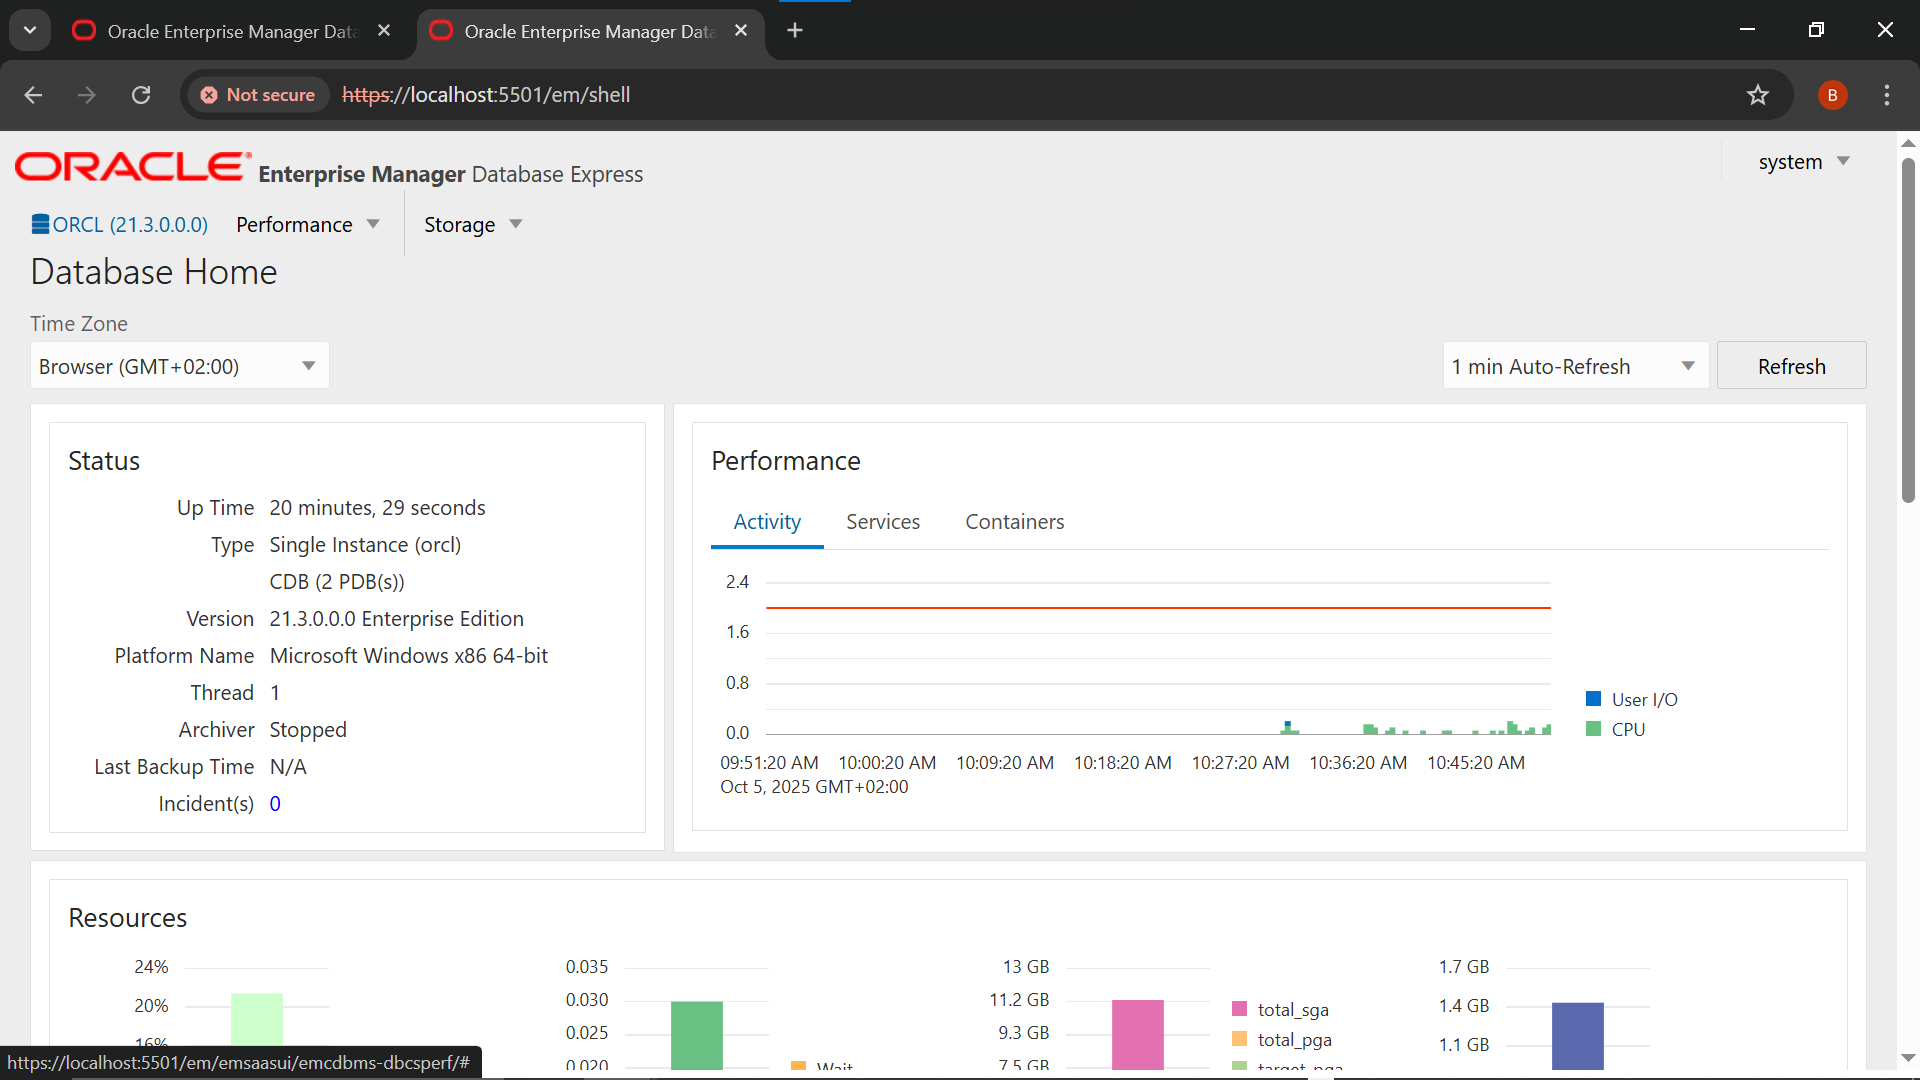 Oracle Enterprise Manager Data
Oracle Enterprise Manager Data
Not secure https://localhost:5501/em/shell
B
ORACLE Enterprise Manager Database Express
system
ORCL (21.3.0.0.0) Performance Storage
Database Home
Time Zone
Browser (GMT+02:00)
1 min Auto-Refresh Refresh
Status
Up Time 20 minutes, 29 seconds
Type Single Instance (orcl)
CDB (2 PDB(s))
Version 21.3.0.0.0 Enterprise Edition
Platform Name Microsoft Windows x86 64-bit
Thread 1
Archiver Stopped
Last Backup Time N/A
Incident(s) 0
Performance
Activity Services Containers
2.4
1.6
0.8
0.0
09:51:20 AM 10:00:20 AM 10:09:20 AM 10:18:20 AM 10:27:20 AM 10:36:20 AM 10:45:20 AM
Oct 5, 2025 GMT+02:00
User I/O
CPU
Resources
24%
20%
16%
0.035
0.030
0.025
0.020
Wait
13 GB
11.2 GB
9.3 GB
7.5 GB
total_sga
total_pga
target_pga
1.7 GB
1.4 GB
1.1 GB
https://localhost:5501/em/emsaasui/emcdbms-dbcsperf/#